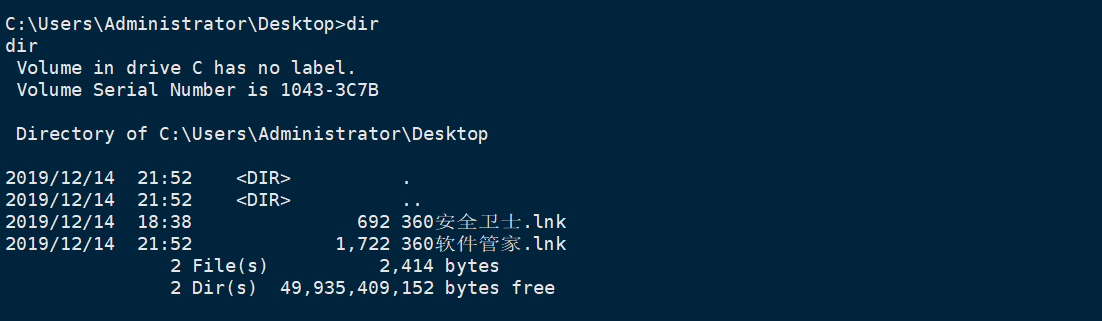 C:\Users\Administrator\Desktop>dir
dir
 Volume in drive C has no label.
 Volume Serial Number is 1043-3C7B

 Directory of C:\Users\Administrator\Desktop

2019/12/14  21:52    <DIR>          .
2019/12/14  21:52    <DIR>          ..
2019/12/14  18:38               692 360安全卫士.lnk
2019/12/14  21:52             1,722 360软件管家.lnk
               2 File(s)          2,414 bytes
               2 Dir(s)  49,935,409,152 bytes free